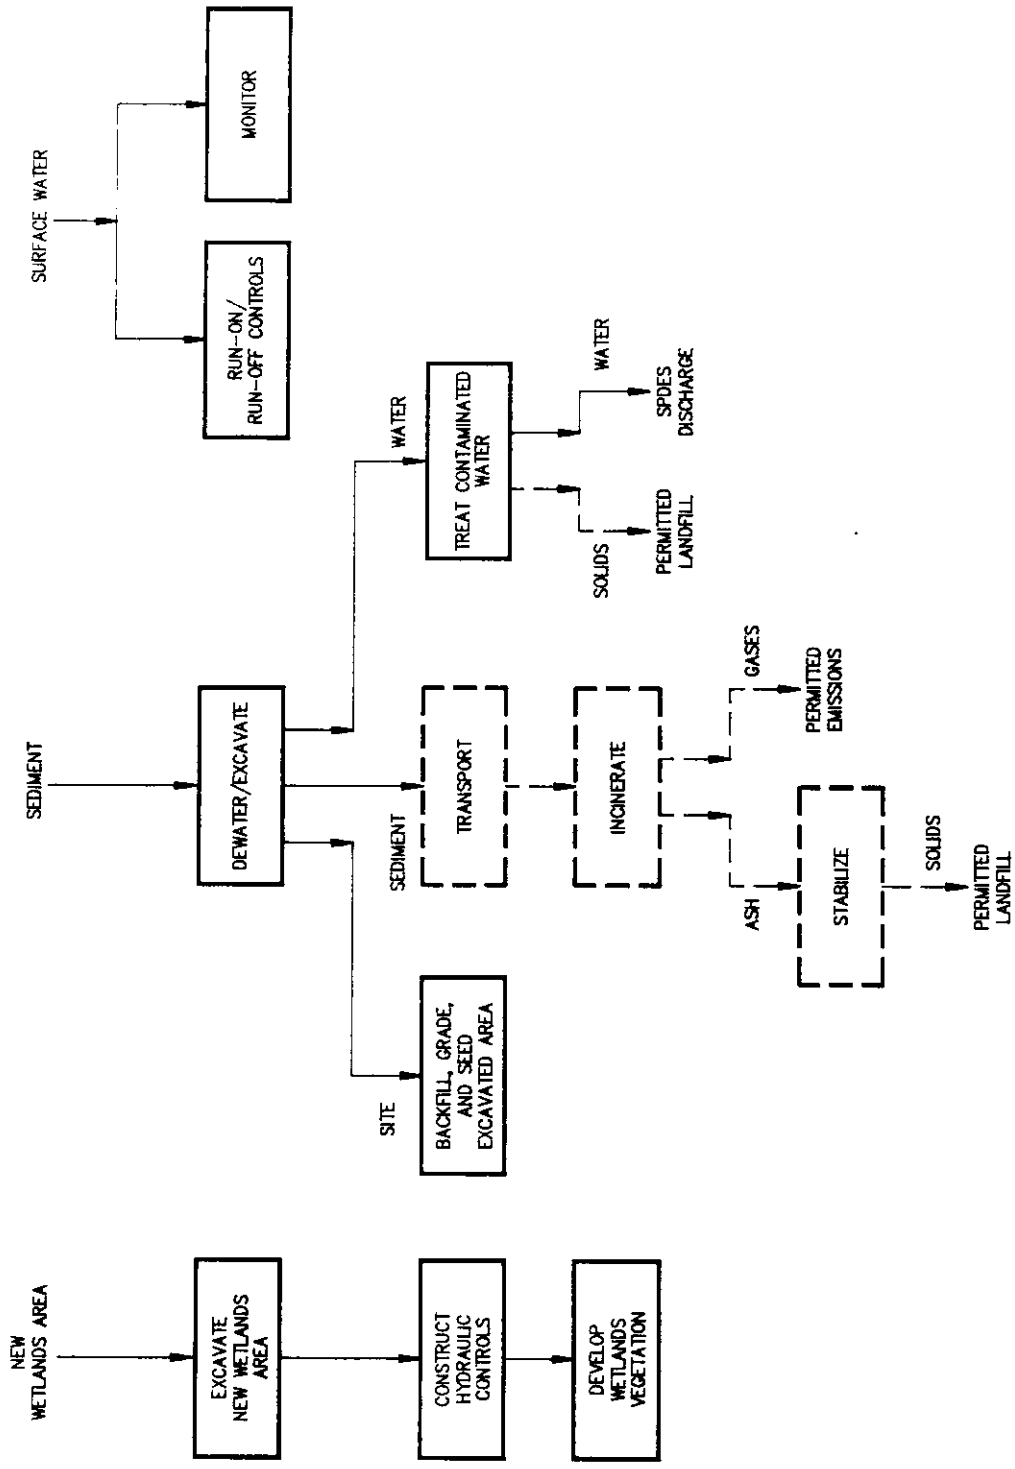 NEW
WETLANDS AREA
EXCAVATE
NEW WETLANDS
AREA
CONSTRUCT
HYDRAULIC
CONTROLS
DEVELOP
WETLANDS
VEGETATION
SEDIMENT
DEWATER/EXCAVATE
SITE
BACKFILL, GRADE,
AND SEED
EXCAVATED AREA
SEDIMENT
TRANSPORT
INCINERATE
ASH
STABILIZE
SOLIDS
PERMITTED
LANDFILL
GASES
PERMITTED
EMISSIONS
WATER
TREAT CONTAMINATED
WATER
SOLIDS
PERMITTED
LANDFILL
WATER
SPDES
DISCHARGE
SURFACE WATER
RUN-ON/
RUN-OFF CONTROLS
MONITOR